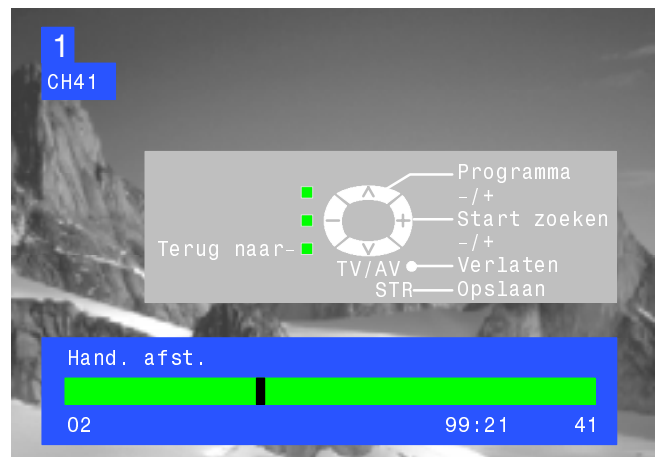 1
CH41
Programma
-/+
Start zoeken
-/+
Terug naar-
TV/AV
Verlaten
STR
Opslaan
Hand. afst.
02 99:21 41